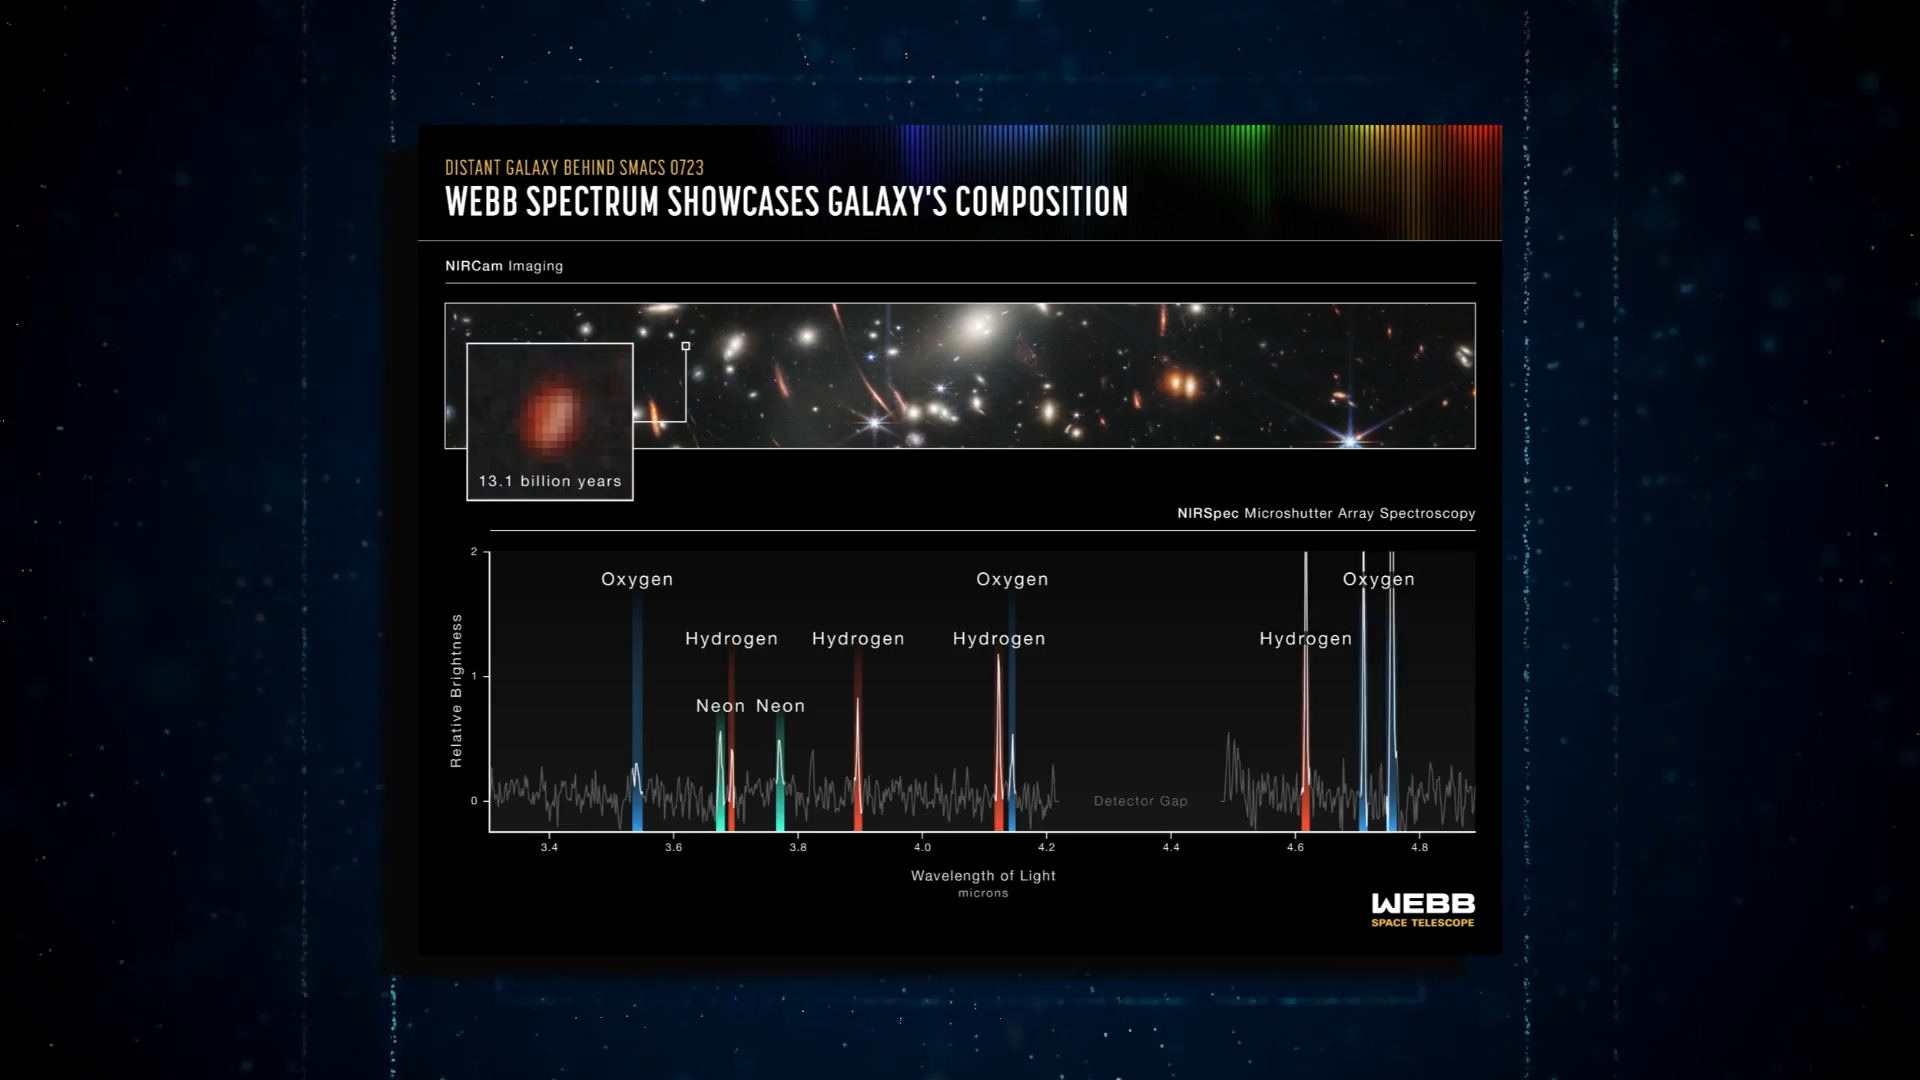 DISTANT GALAXY BEHIND SMACS 0723
WEBB SPECTRUM SHOWCASES GALAXY'S COMPOSITION
NIRCam Imaging
13.1 billion years
NIRSpec Microshutter Array Spectroscopy
Relative Brightness
2
1
0
Oxygen
Oxygen
Oxygen
Hydrogen
Hydrogen
Hydrogen
Hydrogen
Neon
Neon
Detector Gap
3.4
3.6
3.8
4.0
4.2
4.4
4.6
4.8
Wavelength of Light
microns
WEBB
SPACE TELESCOPE